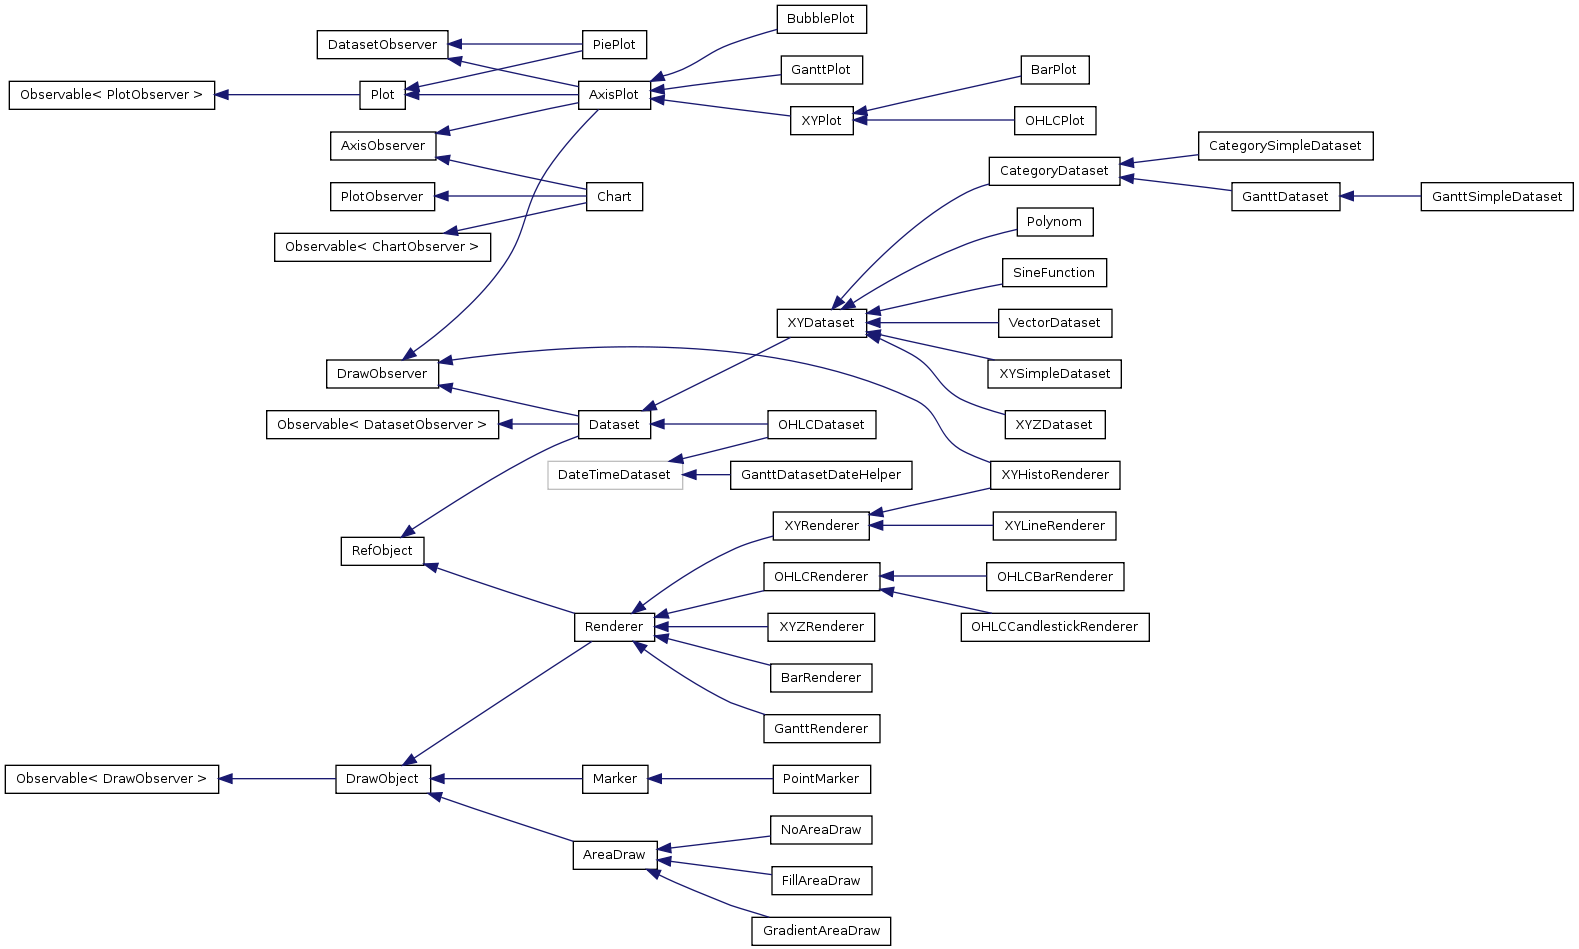 BubblePlot
DatasetObserver
PiePlot
GanttPlot
BarPlot
Observable< PlotObserver >
Plot
AxisPlot
XYPlot
OHLCPlot
AxisObserver
CategorySimpleDataset
CategoryDataset
PlotObserver
Chart
GanttDataset
GanttSimpleDataset
Polynom
Observable< ChartObserver >
SineFunction
XYDataset
VectorDataset
DrawObserver
XYSimpleDataset
Observable< DatasetObserver >
Dataset
OHLCDataset
XYZDataset
DateTimeDataset
GanttDatasetDateHelper
XYHistoRenderer
XYRenderer
XYLineRenderer
RefObject
OHLCRenderer
OHLCBarRenderer
Renderer
XYZRenderer
OHLCCandlestickRenderer
BarRenderer
GanttRenderer
Observable< DrawObserver >
DrawObject
Marker
PointMarker
NoAreaDraw
AreaDraw
FillAreaDraw
GradientAreaDraw